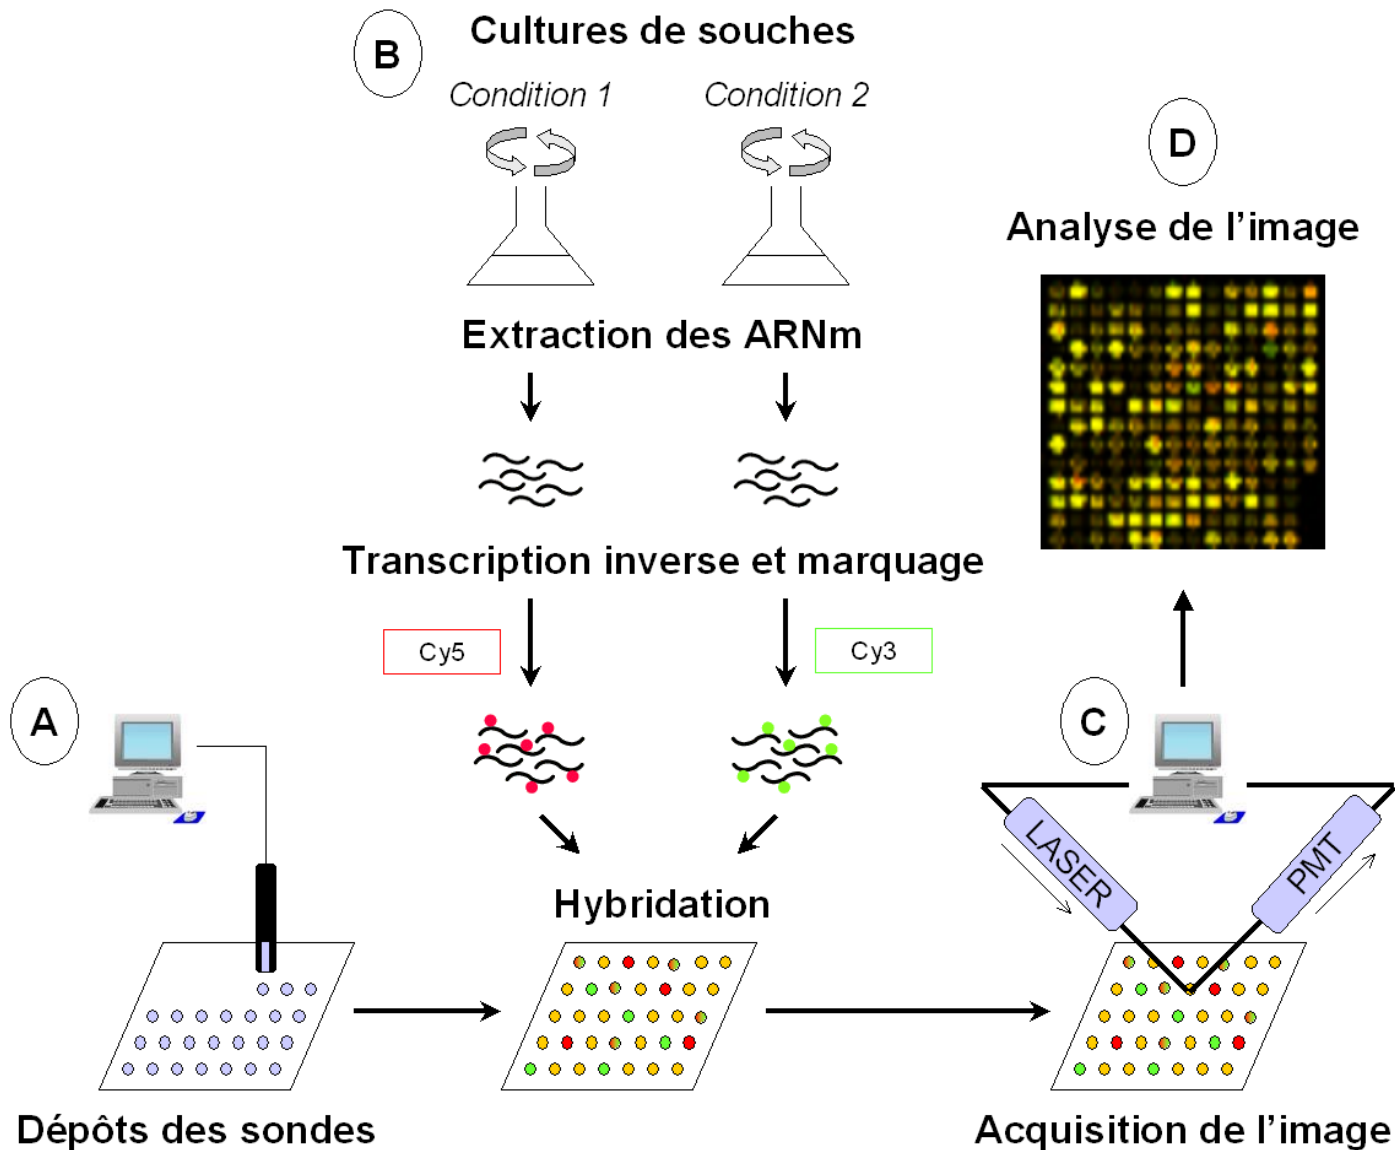 B
Cultures de souches
Condition 1
Condition 2
D
Analyse de l'image
Extraction des ARNm
Transcription inverse et marquage
Cy5
Cy3
A
C
LASER
PMT
Hybridation
Dépôts des sondes
Acquisition de l'image